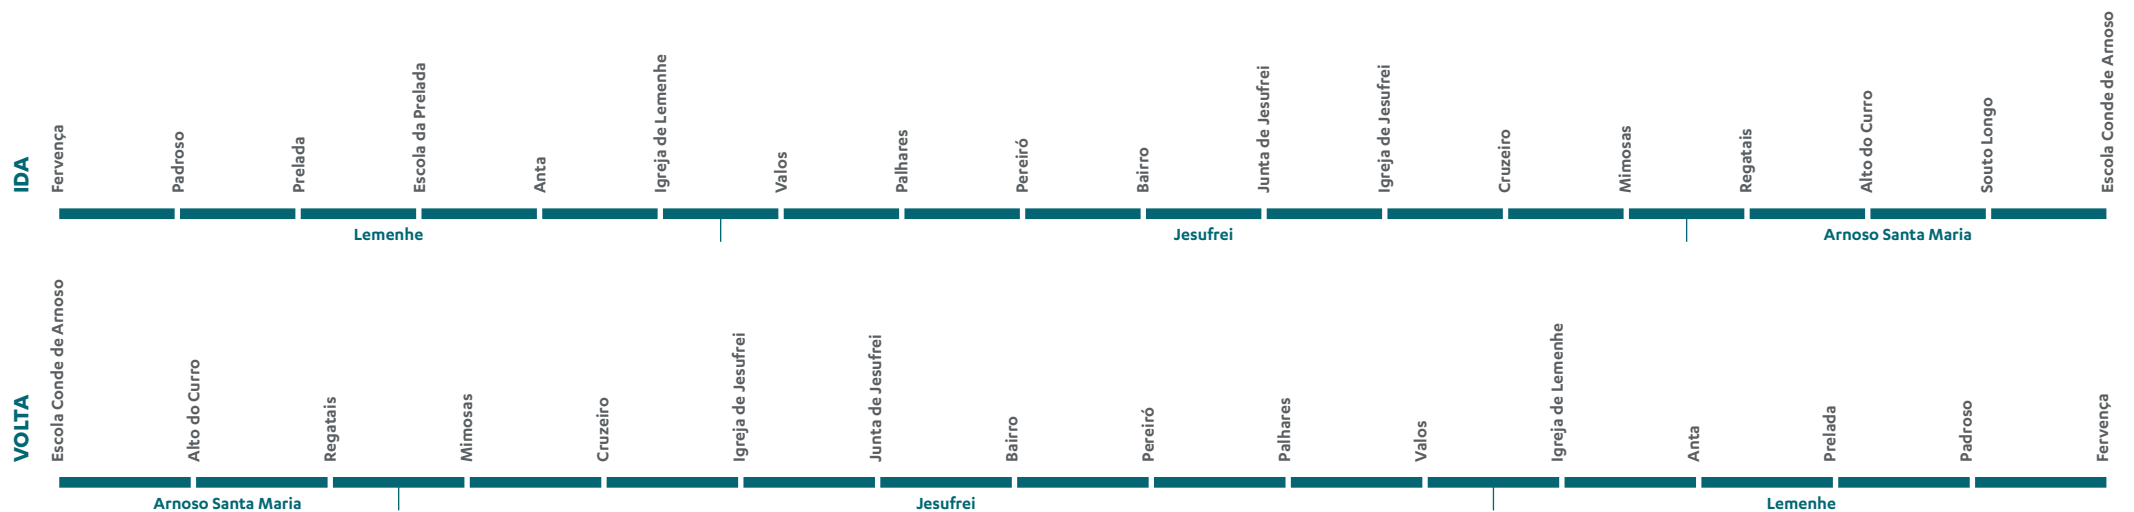 IDA
Fervença
Padroso
Prelada
Escola da Prelada
Anta
Igreja de Lemenhe
Valos
Palhares
Pereiró
Bairro
Junta de Jesufrei
Igreja de Jesufrei
Cruzeiro
Mimosas
Regatais
Alto do Curro
Souto Longo
Escola Conde de Arnoso
Lemenhe
Jesufrei
Arnoso Santa Maria
VOLTA
Escola Conde de Arnoso
Alto do Curro
Regatais
Mimosas
Cruzeiro
Igreja de Jesufrei
Junta de Jesufrei
Bairro
Pereiró
Palhares
Valos
Igreja de Lemenhe
Anta
Prelada
Padroso
Fervença
Arnoso Santa Maria
Jesufrei
Lemenhe